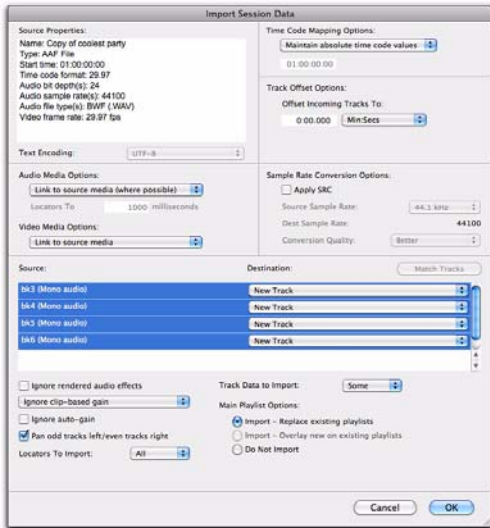 Import Session Data
Source Properties:
Name: Copy of coolest party
Type: AAF File
Start time: 01:00:00:00
Time code format: 29.97
Audio bit depth(s): 24
Audio sample rate(s): 44100
Audio file type(s): BWF (.WAV)
Video frame rate: 29.97 fps
Text Encoding: UTF-8
Time Code Mapping Options:
Maintain absolute time code values
01:00:00:00
Track Offset Options:
Offset Incoming Tracks To:
0:00.000 Min:Secs
Audio Media Options:
Link to source media (where possible)
Locators To 1000 milliseconds
Video Media Options:
Link to source media
Sample Rate Conversion Options:
Apply SRC
Source Sample Rate: 44.1 kHz
Dest Sample Rate: 44100
Conversion Quality: Better
Source: Destination: Match Tracks
bk3 (Mono audio) New Track
bk4 (Mono audio) New Track
bk5 (Mono audio) New Track
bk6 (Mono audio) New Track
Ignore rendered audio effects
Ignore clip-based gain
Ignore auto-gain
Pan odd tracks left/even tracks right
Locators To Import: All
Track Data to Import: Some
Main Playlist Options:
Import - Replace existing playlists
Import - Overlay new on existing playlists
Do Not Import
Cancel OK